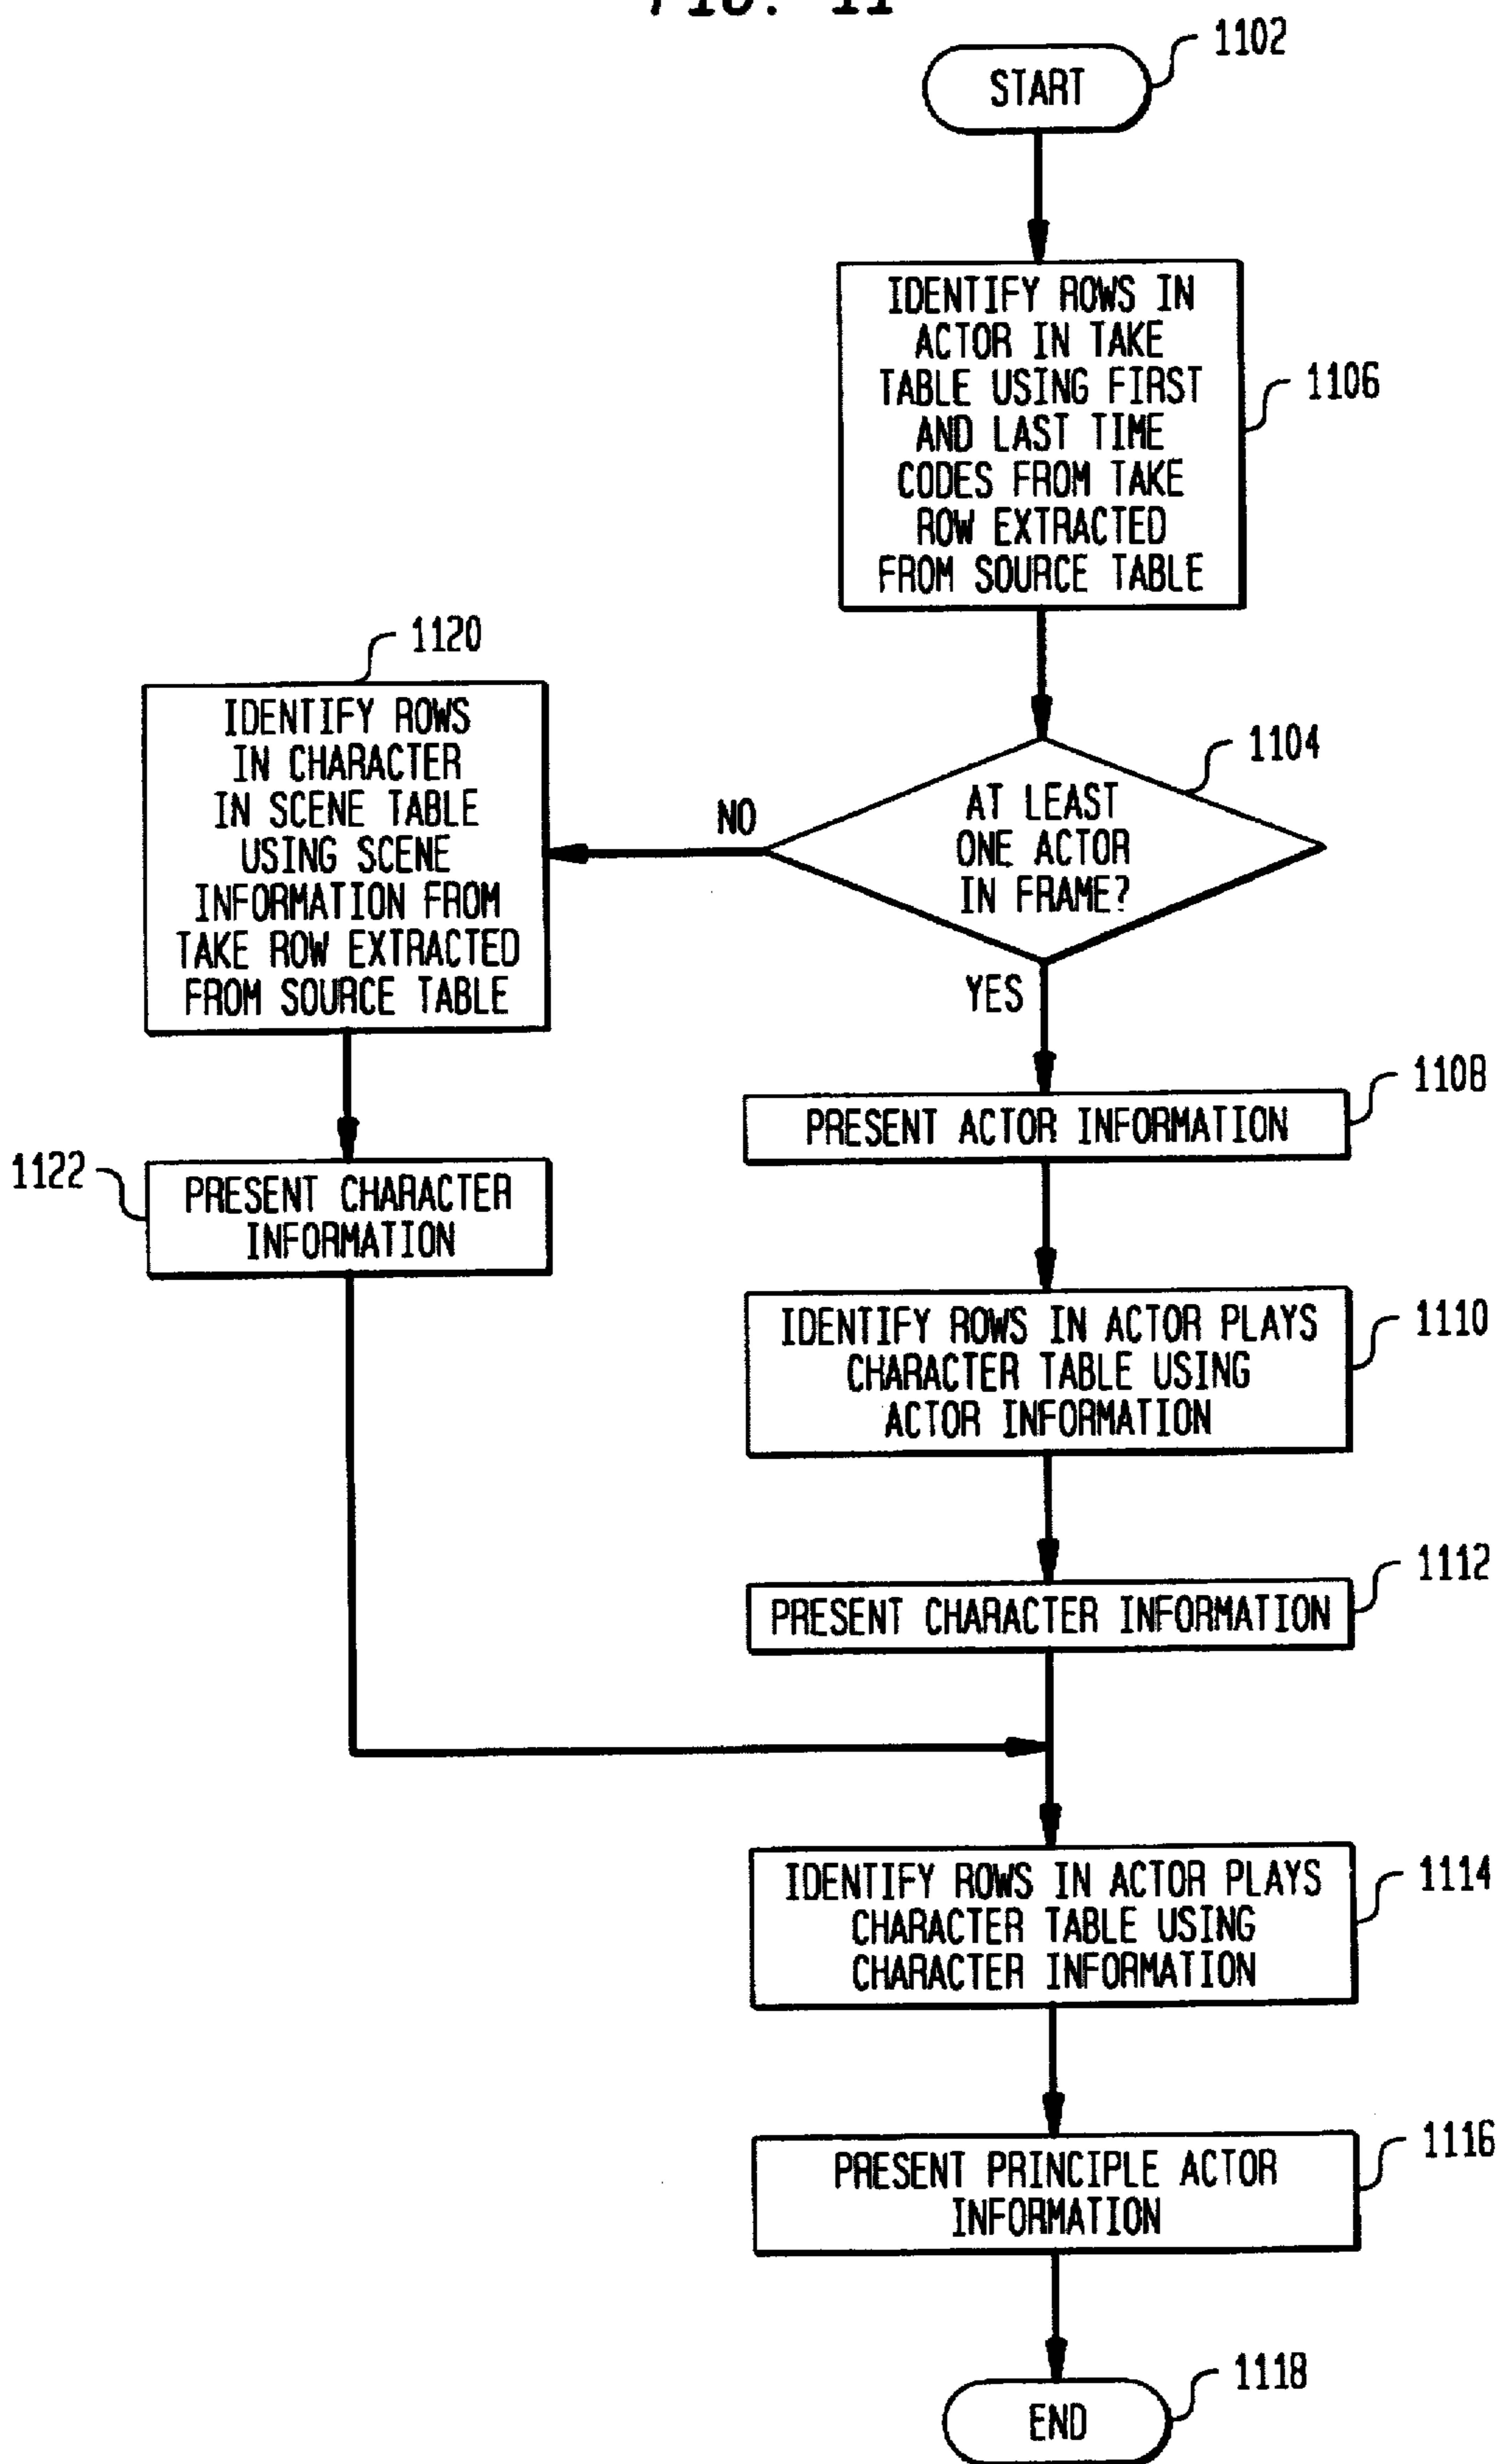 FIG. 11
START
1102
IDENTIFY ROWS IN
ACTOR IN TAKE
TABLE USING FIRST
AND LAST TIME
CODES FROM TAKE
ROW EXTRACTED
FROM SOURCE TABLE
1106
AT LEAST
ONE ACTOR
IN FRAME?
1104
NO
YES
1120
IDENTIFY ROWS
IN CHARACTER
IN SCENE TABLE
USING SCENE
INFORMATION FROM
TAKE ROW EXTRACTED
FROM SOURCE TABLE
1122
PRESENT CHARACTER
INFORMATION
PRESENT ACTOR INFORMATION
1108
IDENTIFY ROWS IN ACTOR PLAYS
CHARACTER TABLE USING
ACTOR INFORMATION
1110
PRESENT CHARACTER INFORMATION
1112
IDENTIFY ROWS IN ACTOR PLAYS
CHARACTER TABLE USING
CHARACTER INFORMATION
1114
PRESENT PRINCIPLE ACTOR
INFORMATION
1116
END
1118